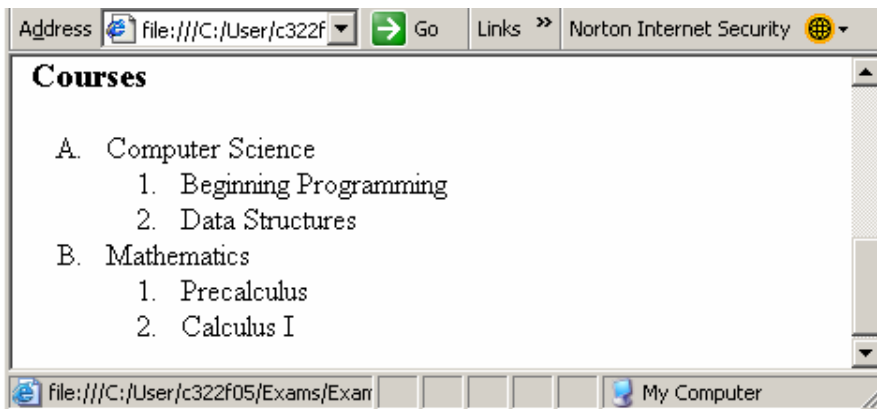 Address file:///C:/User/c322f Go Links » Norton Internet Security
Courses
A. Computer Science
1. Beginning Programming
2. Data Structures
B. Mathematics
1. Precalculus
2. Calculus I
file:///C:/User/c322f05/Exams/Exam My Computer